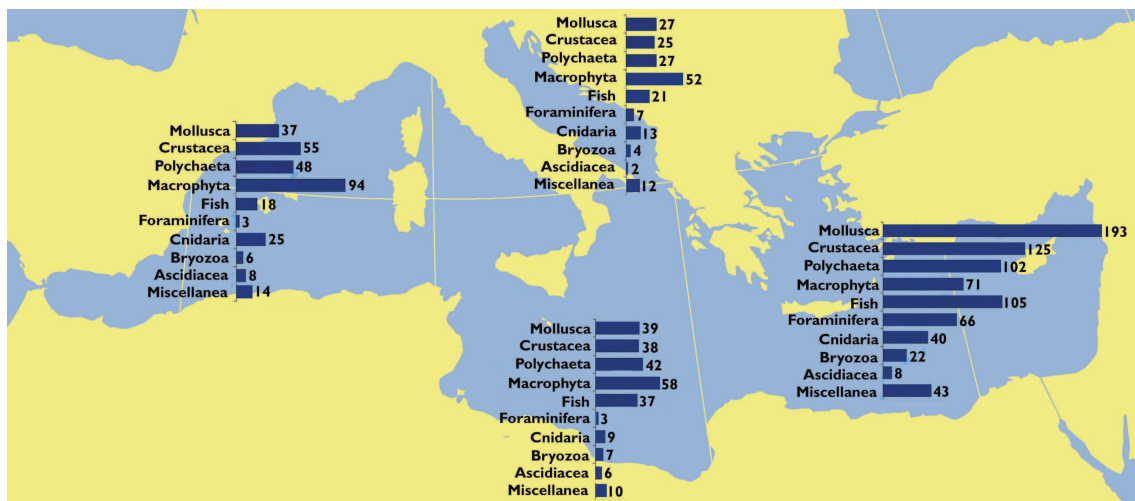 Mollusca 27
Crustacea 25
Polychaeta 27
Macrophyta 52
Fish 21
Foraminifera 7
Cnidaria 13
Bryozoa 4
Ascidiacea 2
Miscellanea 12
Mollusca 37
Crustacea 55
Polychaeta 48
Macrophyta 94
Fish 18
Foraminifera 3
Cnidaria 25
Bryozoa 6
Ascidiacea 8
Miscellanea 14
Mollusca 193
Crustacea 125
Polychaeta 102
Macrophyta 71
Fish 105
Foraminifera 66
Cnidaria 40
Bryozoa 22
Ascidiacea 8
Miscellanea 43
Mollusca 39
Crustacea 38
Polychaeta 42
Macrophyta 58
Fish 37
Foraminifera 3
Cnidaria 9
Bryozoa 7
Ascidiacea 6
Miscellanea 10